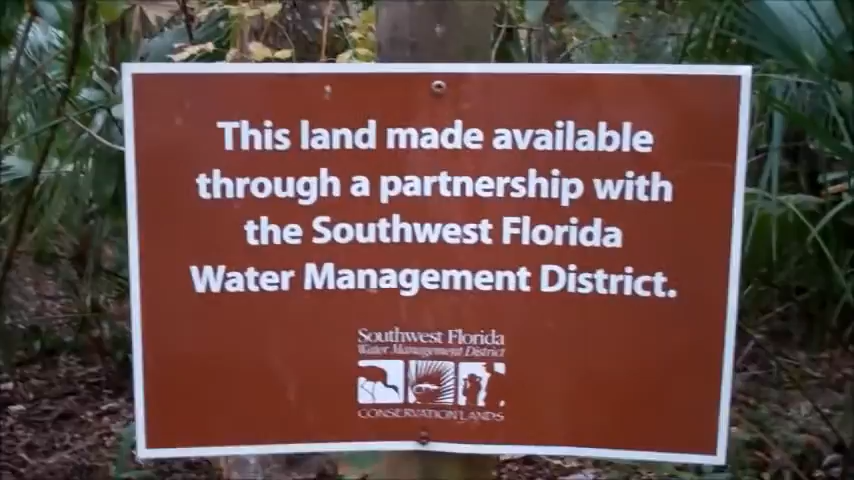 This land made available
through a partnership with
the Southwest Florida
Water Management District.
Southwest Florida
Water Management District
CONSERVATION LANDS